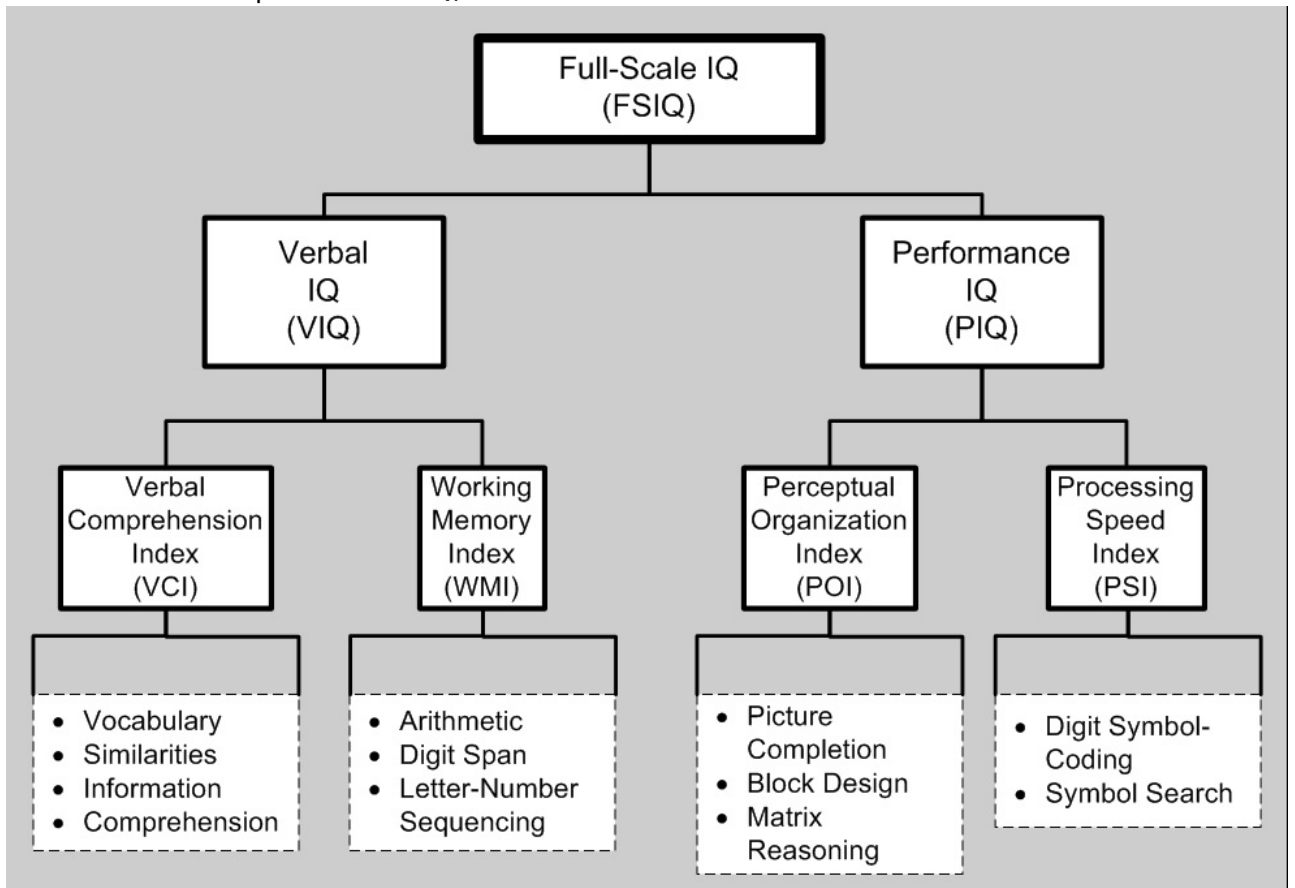 Full-Scale IQ
(FSIQ)
Verbal
IQ
(VIQ)
Performance
IQ
(PIQ)
Verbal
Comprehension
Index
(VCI)
Working
Memory
Index
(WMI)
Perceptual
Organization
Index
(POI)
Processing
Speed
Index
(PSI)
• Vocabulary
• Similarities
• Information
• Comprehension
• Arithmetic
• Digit Span
• Letter-Number
Sequencing
• Picture
Completion
• Block Design
• Matrix
Reasoning
• Digit Symbol-
Coding
• Symbol Search